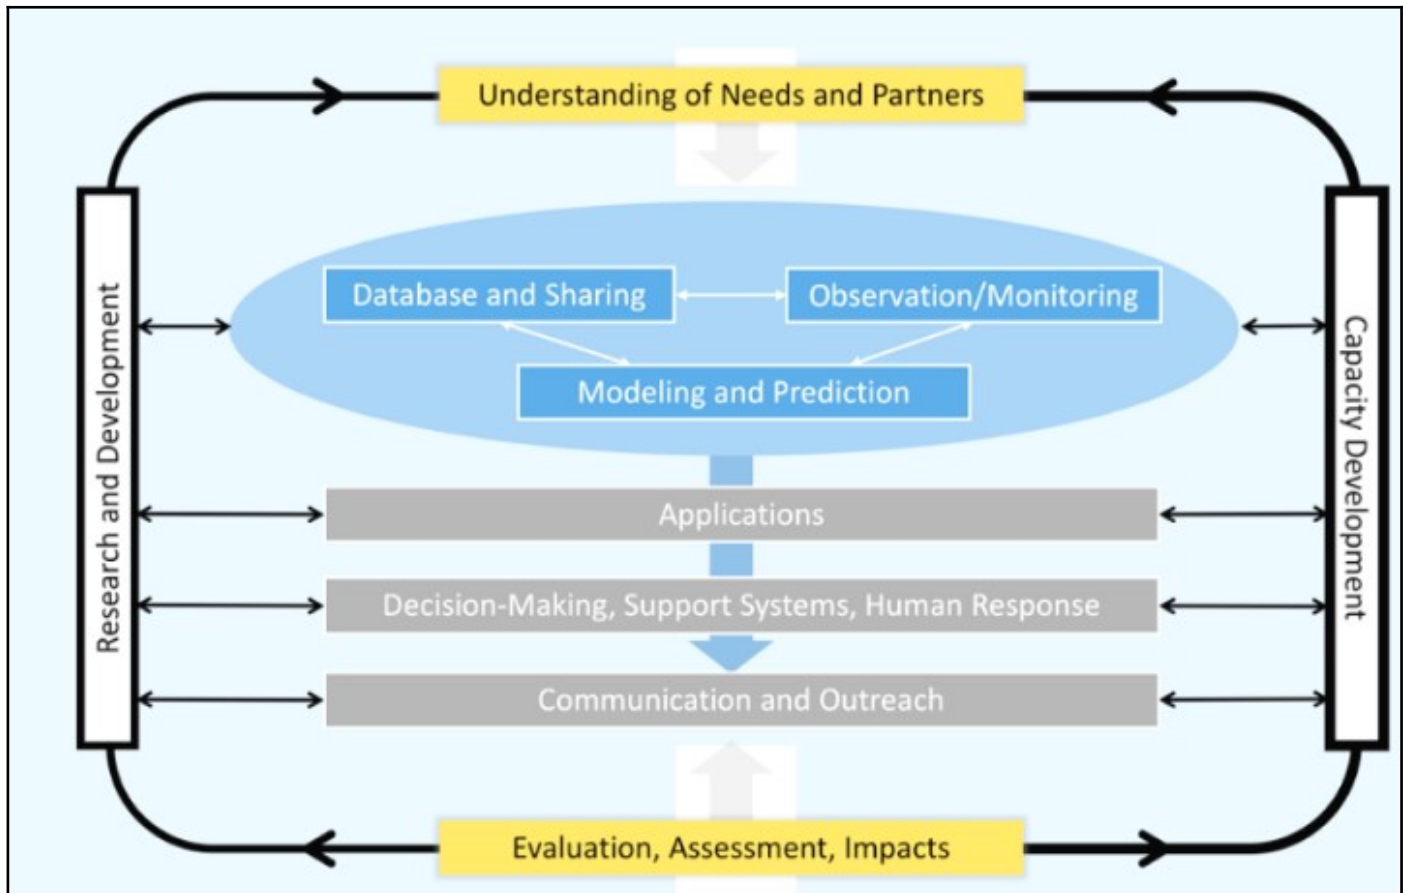 Understanding of Needs and Partners
Database and Sharing
Observation/Monitoring
Modeling and Prediction
Research and Development
Capacity Development
Applications
Decision-Making, Support Systems, Human Response
Communication and Outreach
Evaluation, Assessment, Impacts